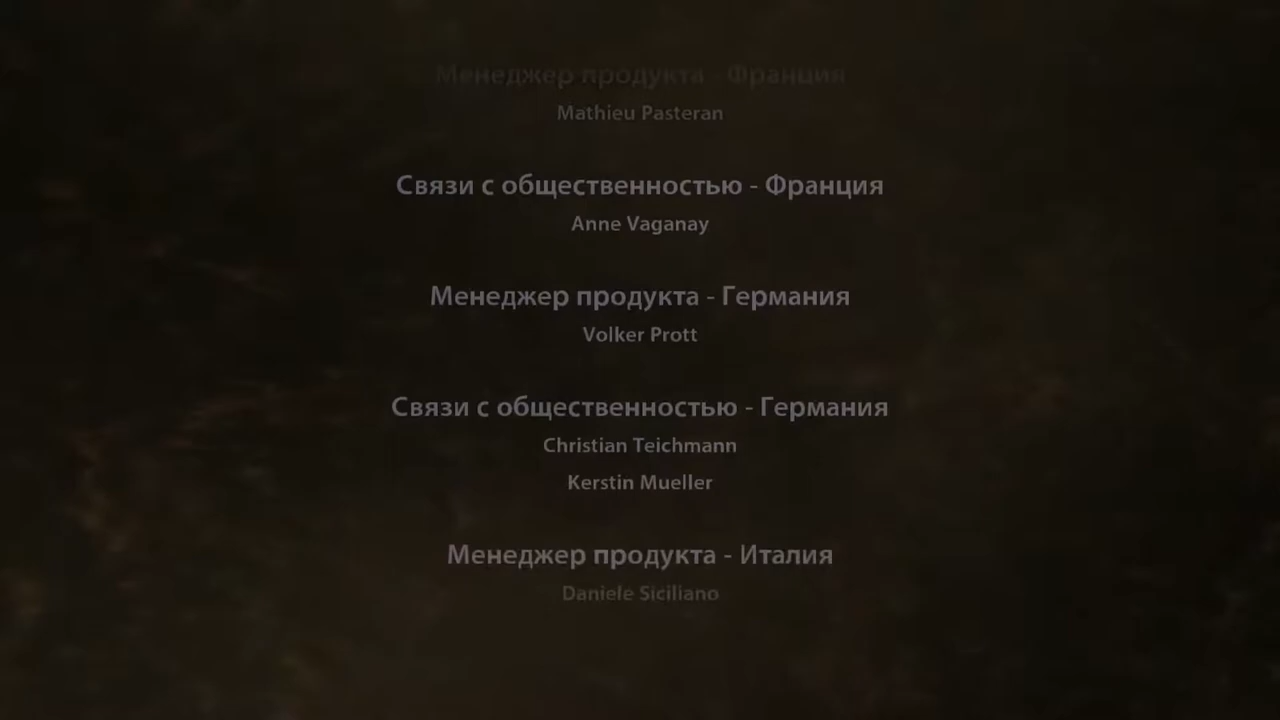 Менеджер продукта - Франция
Mathieu Pasteran
Связи с общественностью - Франция
Anne Vaganay
Менеджер продукта - Германия
Volker Prott
Связи с общественностью - Германия
Christian Teichmann
Kerstin Mueller
Менеджер продукта - Италия
Daniele Siciliano